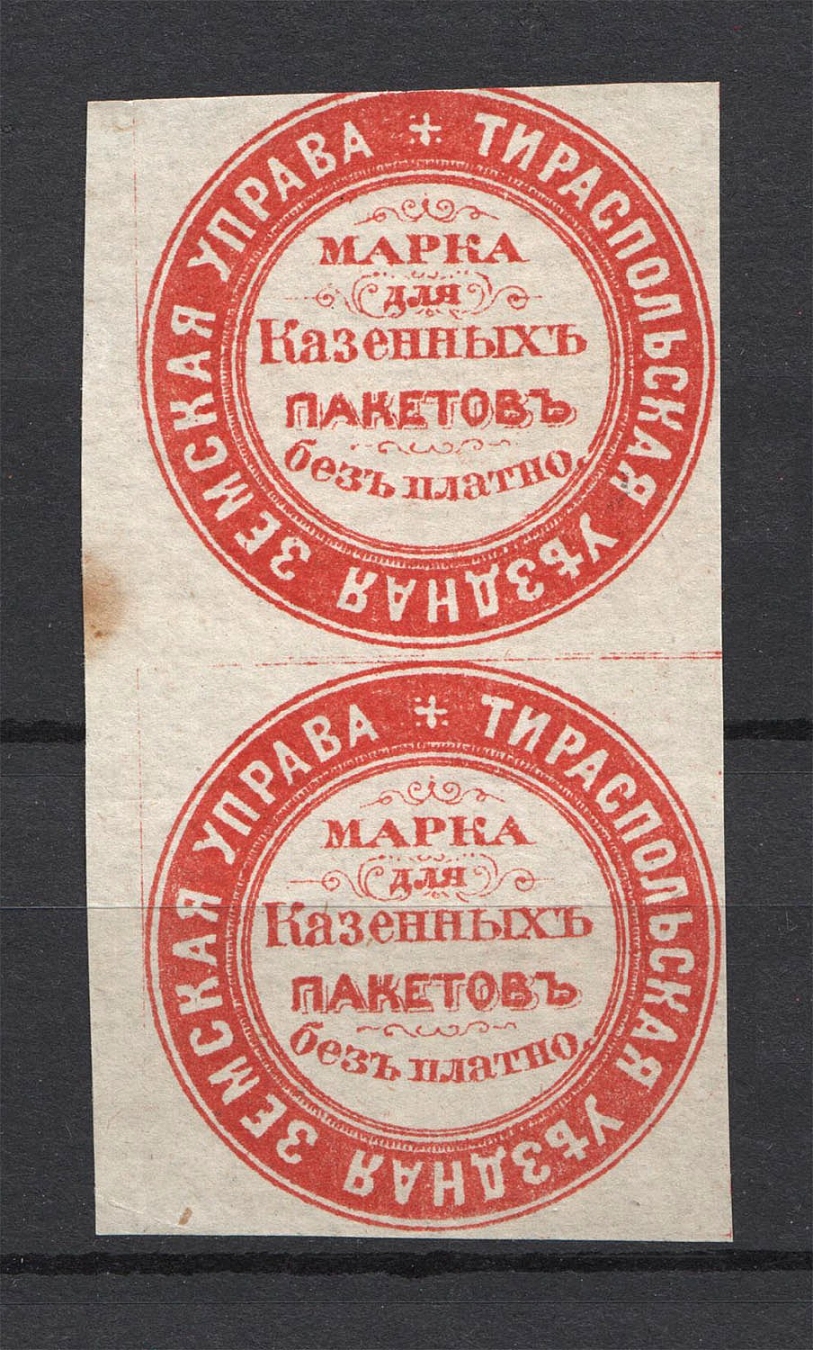 ТИРАСПОЛЬСКАЯ УѢЗДНАЯ ЗЕМСКАЯ УПРАВА
МАРКА
для
Казенныхъ
ПАКЕТОВЪ
безъ платно.
ТИРАСПОЛЬСКАЯ УѢЗДНАЯ ЗЕМСКАЯ УПРАВА
МАРКА
для
Казенныхъ
ПАКЕТОВЪ
безъ платно.